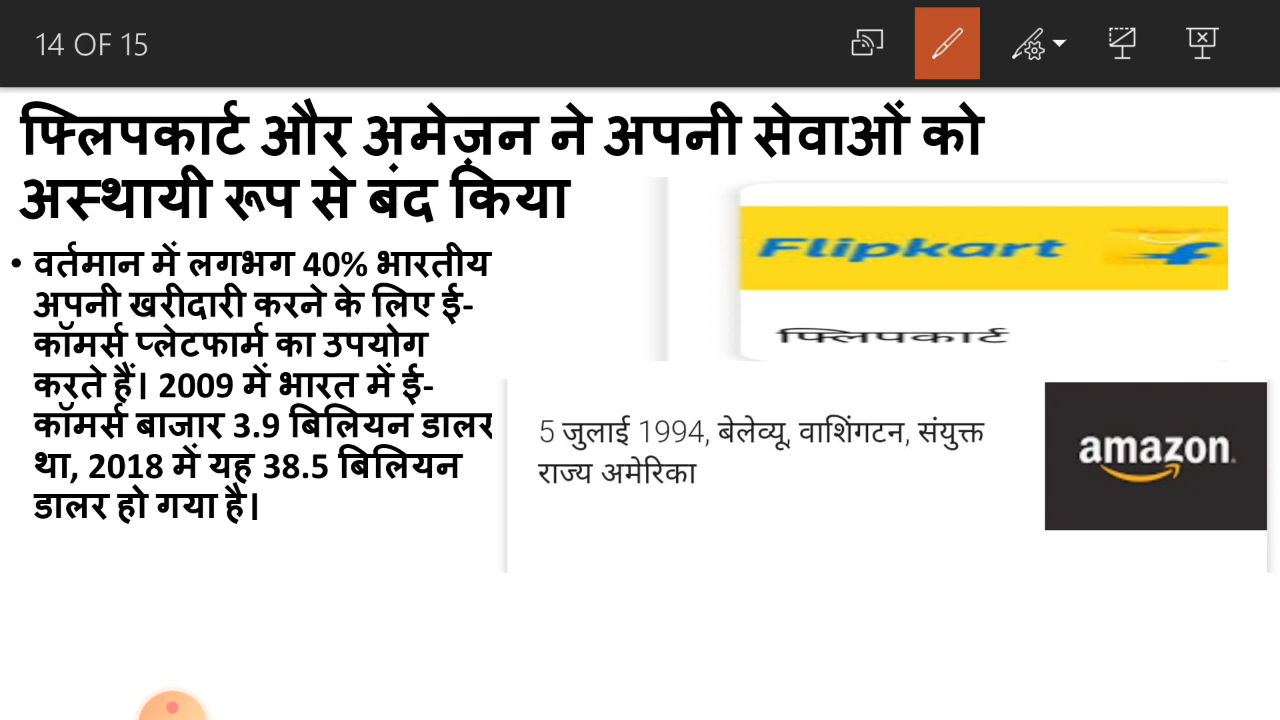 14 OF 15
फ्लिपकार्ट और अमेज़न ने अपनी सेवाओं को
अस्थायी रूप से बंद किया
• वर्तमान में लगभग 40% भारतीय
अपनी खरीदारी करने के लिए ई-
कॉमर्स प्लेटफार्म का उपयोग
करते हैं। 2009 में भारत में ई-
कॉमर्स बाजार 3.9 बिलियन डालर
था, 2018 में यह 38.5 बिलियन
डालर हो गया है।
Flipkart
फ्लिपकार्ट
5 जुलाई 1994, बेलेव्यू, वाशिंगटन, संयुक्त
राज्य अमेरिका
amazon